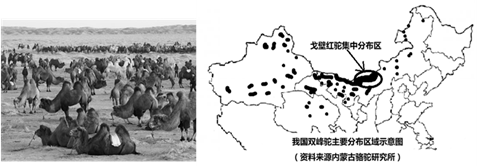 戈壁红驼集中分布区
我国双峰驼主要分布区域示意图
（资料来源内蒙古骆驼研究所）